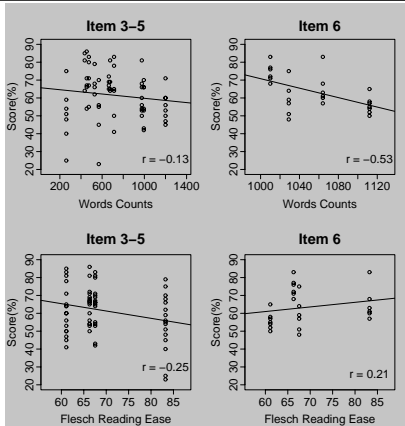 Item 3−5
Score(%)
20 30 40 50 60 70 80 90
r = −0.13
200 600 1000 1400
Words Counts
Item 6
Score(%)
20 30 40 50 60 70 80 90
r = −0.53
1000 1040 1080 1120
Words Counts
Item 3−5
Score(%)
20 30 40 50 60 70 80 90
r = −0.25
60 65 70 75 80 85
Flesch Reading Ease
Item 6
Score(%)
20 30 40 50 60 70 80 90
r = 0.21
60 65 70 75 80 85
Flesch Reading Ease